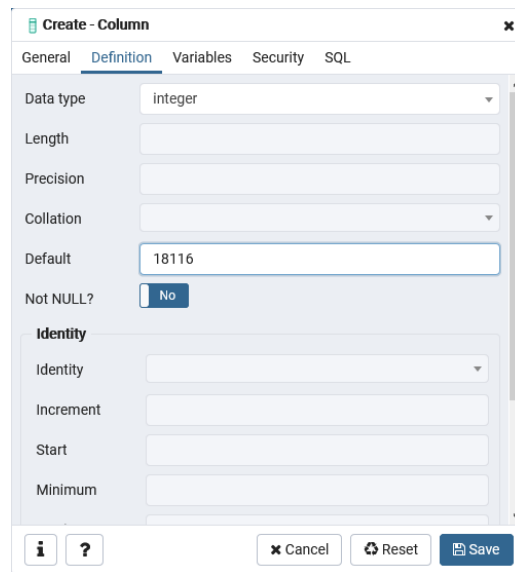 Create - Column
General Definition Variables Security SQL
Data type integer
Length
Precision
Collation
Default 18116
Not NULL? No
Identity
Identity
Increment
Start
Minimum
i ? Cancel Reset Save